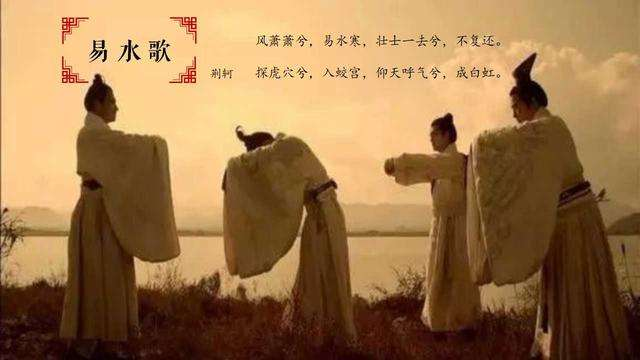 易水歌
风萧萧兮，易水寒，壮士一去兮，不复还。
荆轲
探虎穴兮，入蛟宫，仰天呼气兮，成白虹。